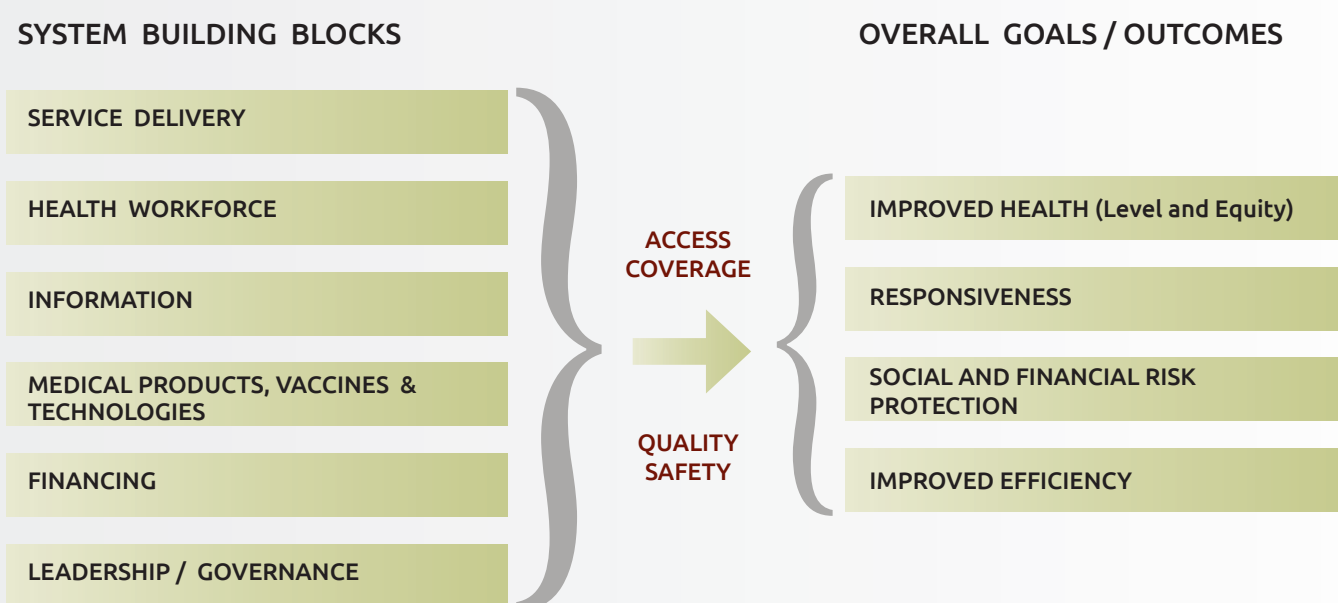 SYSTEM BUILDING BLOCKS
SERVICE DELIVERY
HEALTH WORKFORCE
INFORMATION
MEDICAL PRODUCTS, VACCINES &
TECHNOLOGIES
FINANCING
LEADERSHIP / GOVERNANCE
ACCESS
COVERAGE
QUALITY
SAFETY
OVERALL GOALS / OUTCOMES
IMPROVED HEALTH (Level and Equity)
RESPONSIVENESS
SOCIAL AND FINANCIAL RISK
PROTECTION
IMPROVED EFFICIENCY